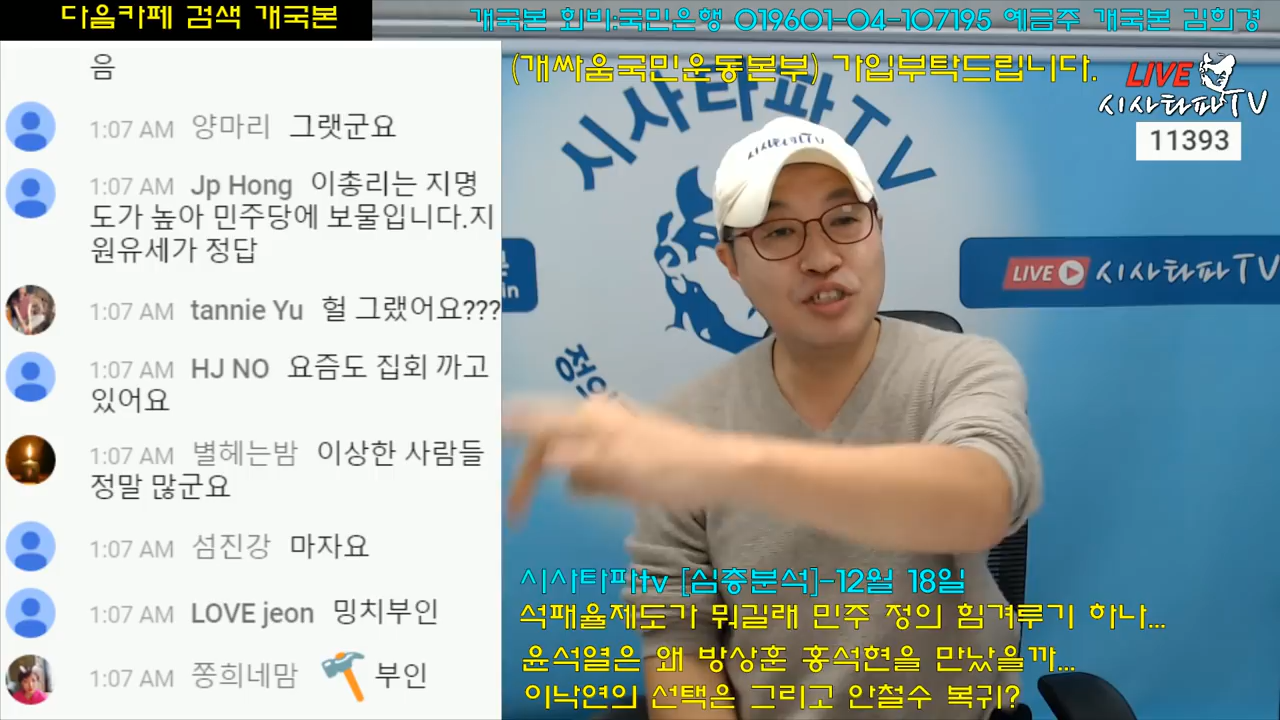 다음카페 검색 개국본
개국본 회비:국민은행 019601-04-107195 예금주 개국본 김희경
(개싸움국민운동본부) 가입부탁드립니다.
LIVE
시사타파TV
11393
음
1:07 AM 양마리 그랫군요
1:07 AM Jp Hong 이총리는 지명
도가 높아 민주당에 보물입니다.지
원유세가 정답
1:07 AM tannie Yu 헐 그랬어요???
1:07 AM HJ NO 요즘도 집회 까고
있어요
1:07 AM 별헤는밤 이상한 사람들
정말 많군요
1:07 AM 섬진강 마자요
1:07 AM LOVE jeon 밍치부인
1:07 AM 쫑희네맘 부인
시사타파TV
시사타파TV
LIVE 시사타파TV
정의
시사타파tv [심층분석]-12월 18일
석패율제도가 뭐길래 민주 정의 힘겨루기 하나...
윤석열은 왜 방상훈 홍석현을 만났을까...
이낙연의 선택은 그리고 안철수 복귀?